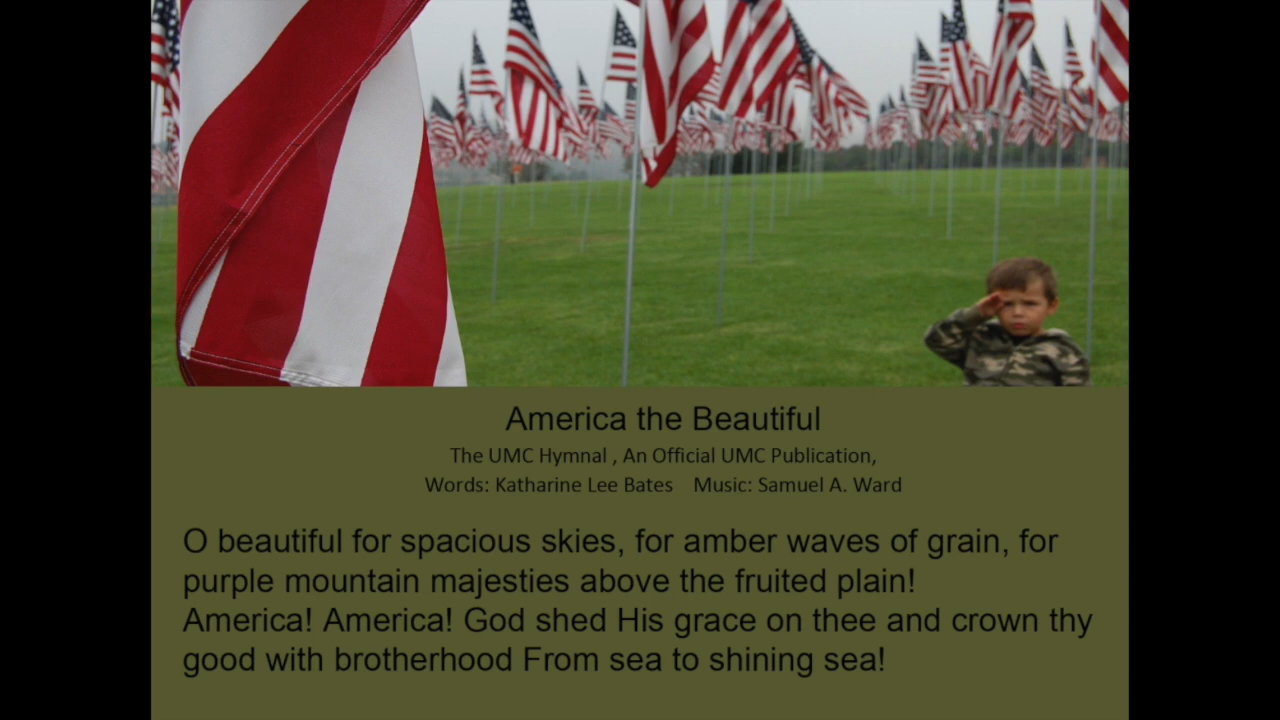 America the Beautiful
The UMC Hymnal , An Official UMC Publication,
Words: Katharine Lee Bates Music: Samuel A. Ward
O beautiful for spacious skies, for amber waves of grain, for
purple mountain majesties above the fruited plain!
America! America! God shed His grace on thee and crown thy
good with brotherhood From sea to shining sea!